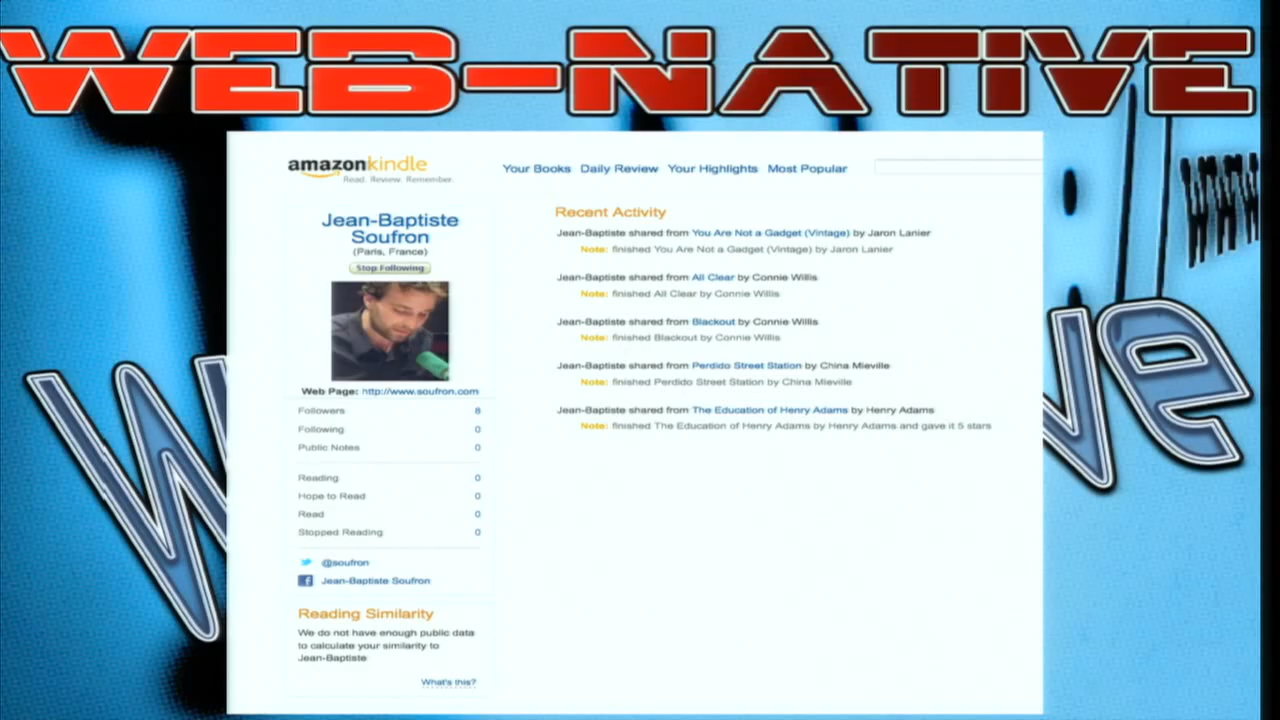 WEB-NATIVE
WWW
amazonkindle
Read. Review. Remember.
Your Books Daily Review Your Highlights Most Popular
Jean-Baptiste
Soufron
(Paris, France)
Stop Following
Web Page: http://www.soufron.com
Followers 8
Following 0
Public Notes 0
Reading 0
Hope to Read 0
Read 0
Stopped Reading 0
@soufron
Jean-Baptiste Soufron
Reading Similarity
We do not have enough public data
to calculate your similarity to
Jean-Baptiste
What's this?
Recent Activity
Jean-Baptiste shared from You Are Not a Gadget (Vintage) by Jaron Lanier
Note: finished You Are Not a Gadget (Vintage) by Jaron Lanier
Jean-Baptiste shared from All Clear by Connie Willis
Note: finished All Clear by Connie Willis
Jean-Baptiste shared from Blackout by Connie Willis
Note: finished Blackout by Connie Willis
Jean-Baptiste shared from Perdido Street Station by China Mieville
Note: finished Perdido Street Station by China Mieville
Jean-Baptiste shared from The Education of Henry Adams by Henry Adams
Note: finished The Education of Henry Adams by Henry Adams and gave it 5 stars